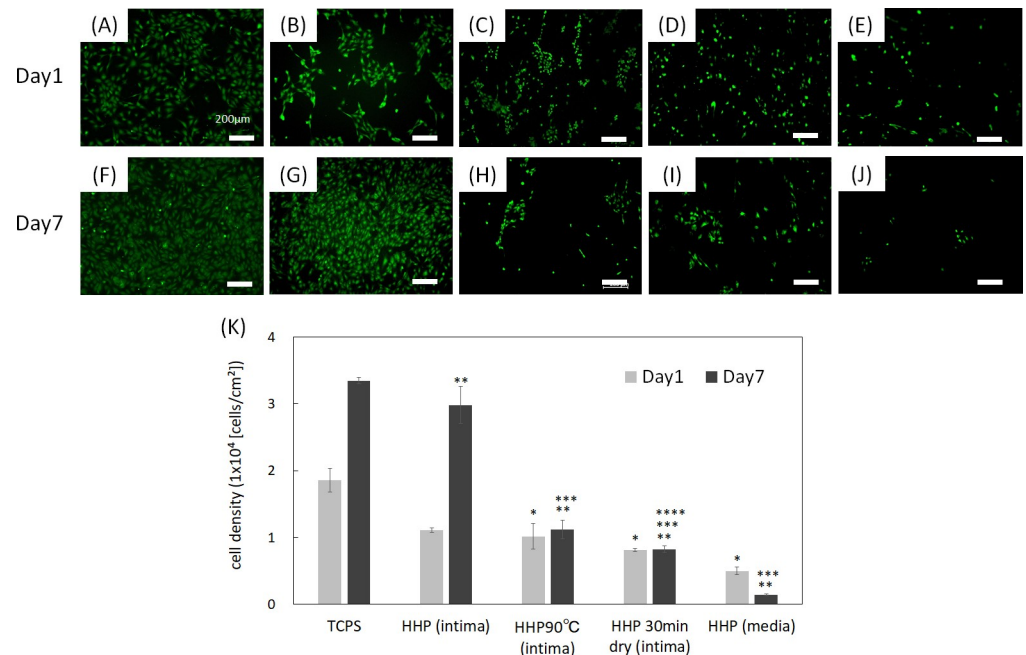 (A) (B) (C) (D) (E)
Day1
200μm
(F) (G) (H) (I) (J)
Day7
(K)
4
3
2
1
0
cell density (1x10⁴ [cells/cm²])
Day1 Day7
**
* ***
**
* ****
***
**
* ***
**
TCPS HHP (intima) HHP90℃ (intima) HHP 30min dry (intima) HHP (media)